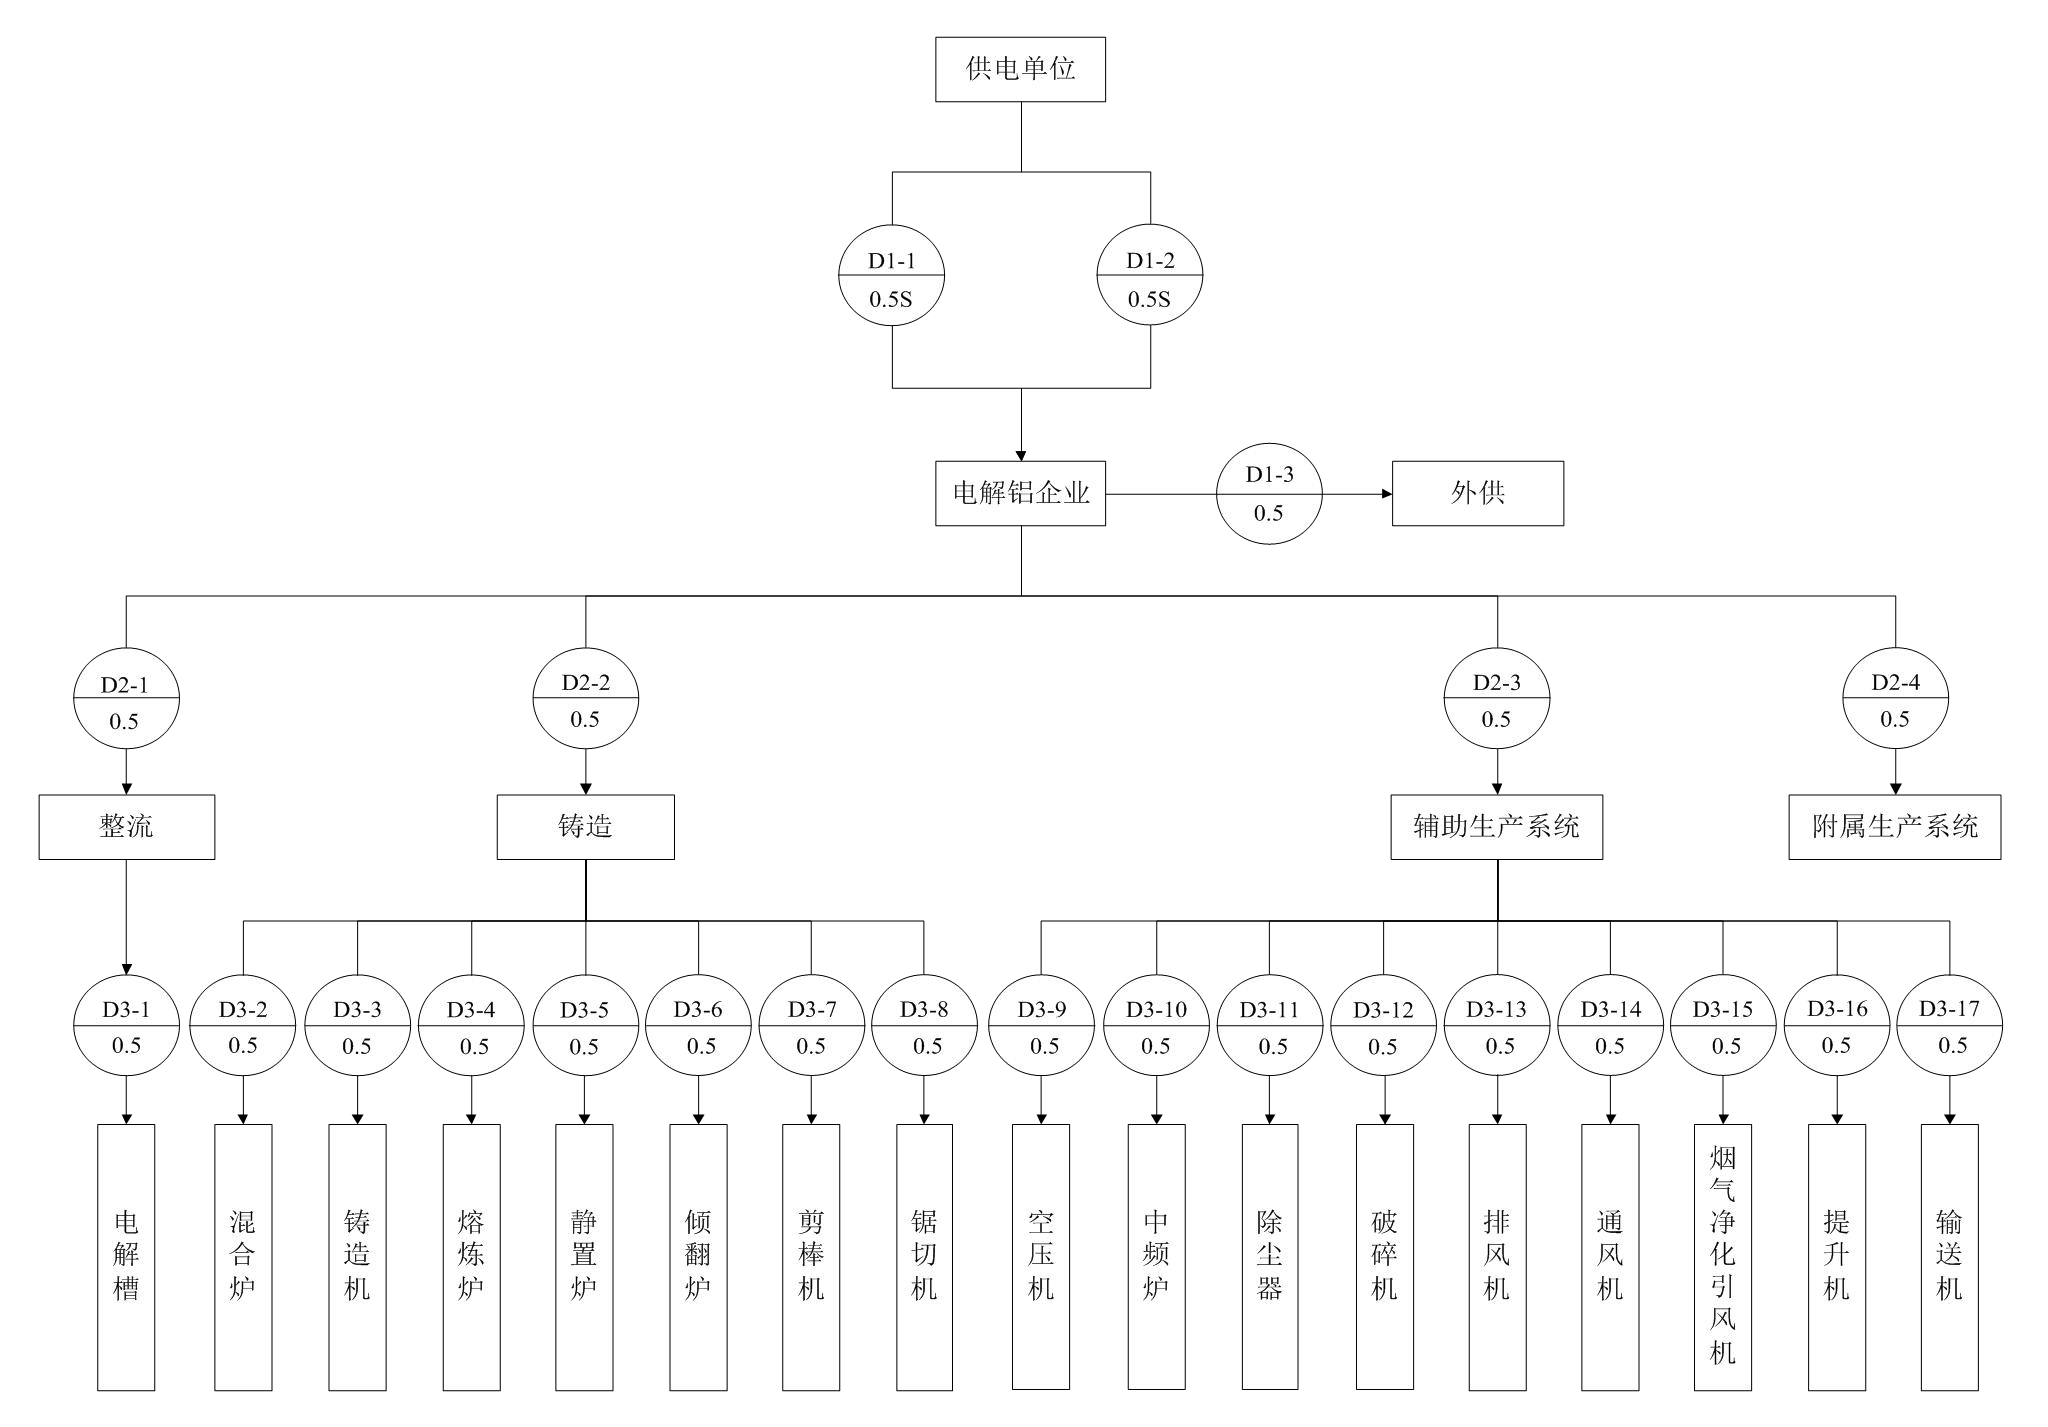 供电单位
D1-1
0.5S
D1-2
0.5S
电解铝企业
D1-3
0.5
外供
D2-1
0.5
D2-2
0.5
D2-3
0.5
D2-4
0.5
整流
铸造
辅助生产系统
附属生产系统
D3-1
0.5
D3-2
0.5
D3-3
0.5
D3-4
0.5
D3-5
0.5
D3-6
0.5
D3-7
0.5
D3-8
0.5
D3-9
0.5
D3-10
0.5
D3-11
0.5
D3-12
0.5
D3-13
0.5
D3-14
0.5
D3-15
0.5
D3-16
0.5
D3-17
0.5
电解槽
混合炉
铸造机
熔炼炉
静置炉
倾翻炉
剪棒机
锯切机
空压机
中频炉
除尘器
破碎机
排风机
通风机
烟气净化引风机
提升机
输送机